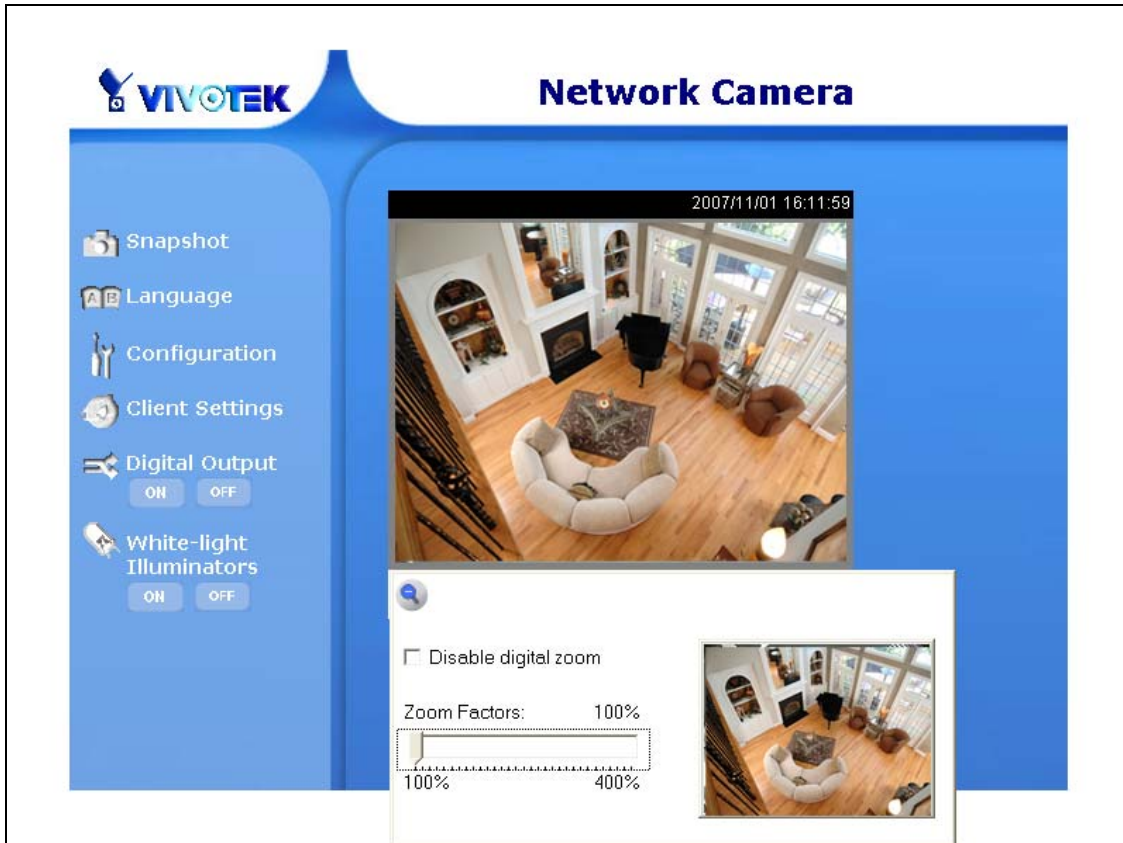 VIVOTEK
Network Camera
2007/11/01 16:11:59
Snapshot
A B Language
Configuration
Client Settings
Digital Output
ON OFF
White-light
Illuminators
ON OFF
Disable digital zoom
Zoom Factors: 100%
100% 400%